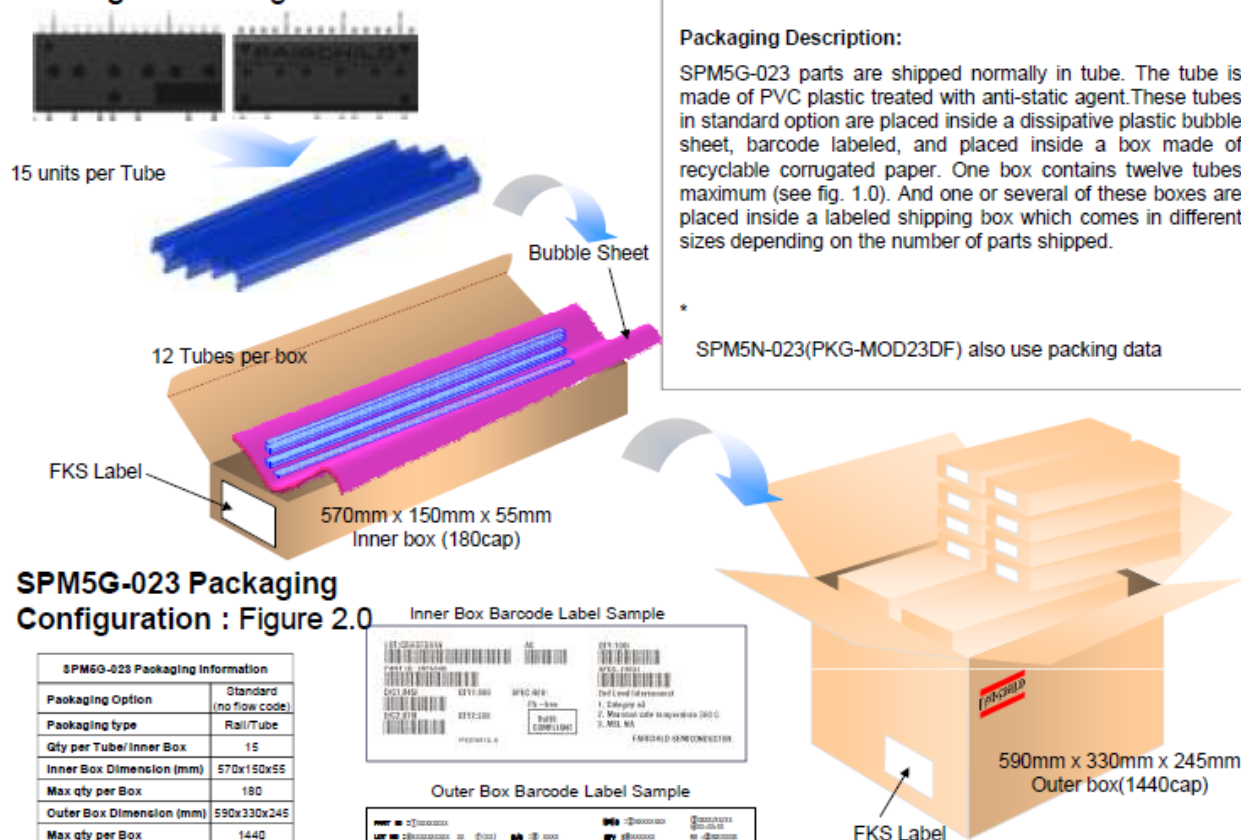 FAIRCHILD
Packaging Description:
SPM5G-023 parts are shipped normally in tube. The tube is
made of PVC plastic treated with anti-static agent.These tubes
in standard option are placed inside a dissipative plastic bubble
sheet, barcode labeled, and placed inside a box made of
recyclable corrugated paper. One box contains twelve tubes
maximum (see fig. 1.0). And one or several of these boxes are
placed inside a labeled shipping box which comes in different
sizes depending on the number of parts shipped.
*
SPM5N-023(PKG-MOD23DF) also use packing data
15 units per Tube
Bubble Sheet
12 Tubes per box
FKS Label
570mm x 150mm x 55mm
Inner box (180cap)
SPM5G-023 Packaging
Configuration : Figure 2.0
SPM5G-023 Packaging Information
Packaging Option Standard (no flow code)
Packaging type Rail/Tube
Qty per Tube/ Inner Box 15
Inner Box Dimension (mm) 570x150x55
Max qty per Box 180
Outer Box Dimension (mm) 590x330x245
Max qty per Box 1440
Inner Box Barcode Label Sample
2nd Level Interconnect
RoHS
COMPLIANT
FAIRCHILD SEMICONDUCTOR
Outer Box Barcode Label Sample
FAIRCHILD
590mm x 330mm x 245mm
Outer box(1440cap)
FKS Label